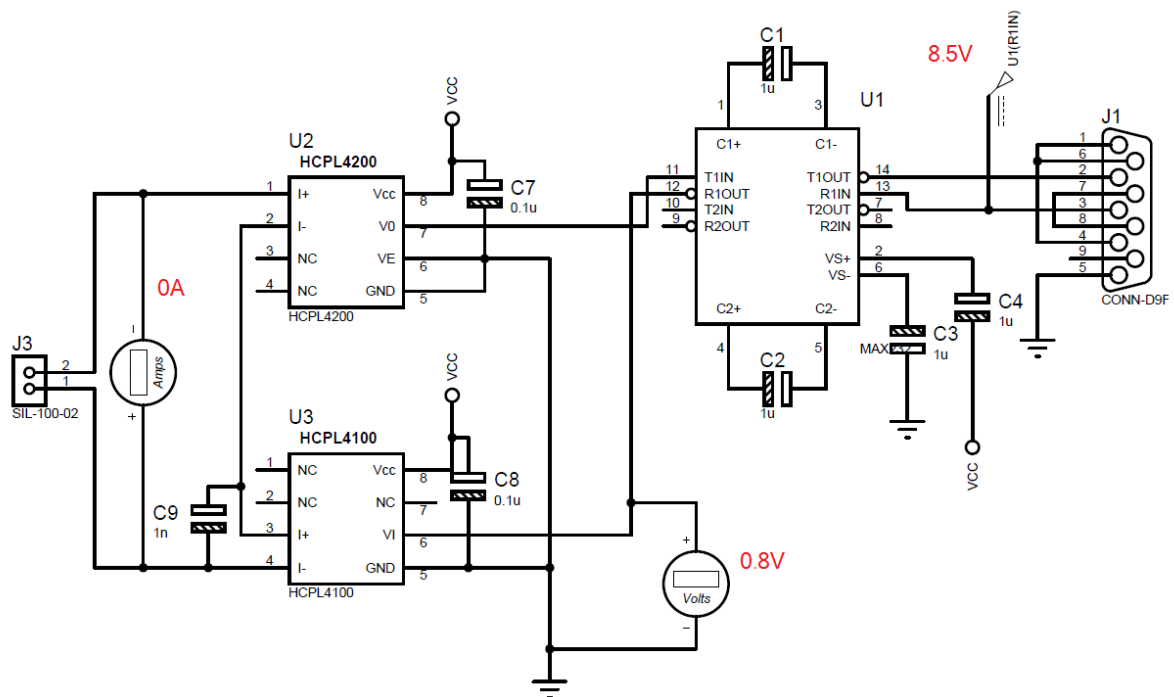 C1
1u
1
3
8.5V
U1(R1IN)
U1
J1
VCC
U2
HCPL4200
1 I+ Vcc 8
2 I- V0 7
3 NC VE 6
4 NC GND 5
HCPL4200
C7
0.1u
C1+ C1-
11 T1IN T1OUT 14
12 R1OUT R1IN 13
10 T2IN T2OUT 7
9 R2OUT R2IN 8
VS+ 2
VS- 6
C2+ C2-
4
5
MAX232
C2
1u
C3
1u
C4
1u
VCC
1
6
2
7
3
8
4
9
5
CONN-D9F
0A
J3
2
1
SIL-100-02
Amps
+
VCC
U3
HCPL4100
1 NC Vcc 8
2 NC NC 7
3 I+ VI 6
4 I- GND 5
HCPL4100
C8
0.1u
C9
1n
+
Volts
0.8V